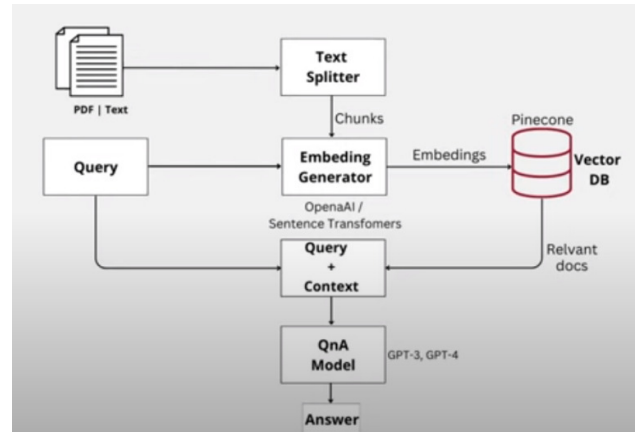 Text
Splitter
PDF | Text
Chunks
Pinecone
Query
Embeding
Generator
Embedings
Vector
DB
OpenaAI /
Sentence Transfomers
Query
+
Context
Relvant
docs
QnA
Model
GPT-3, GPT-4
Answer